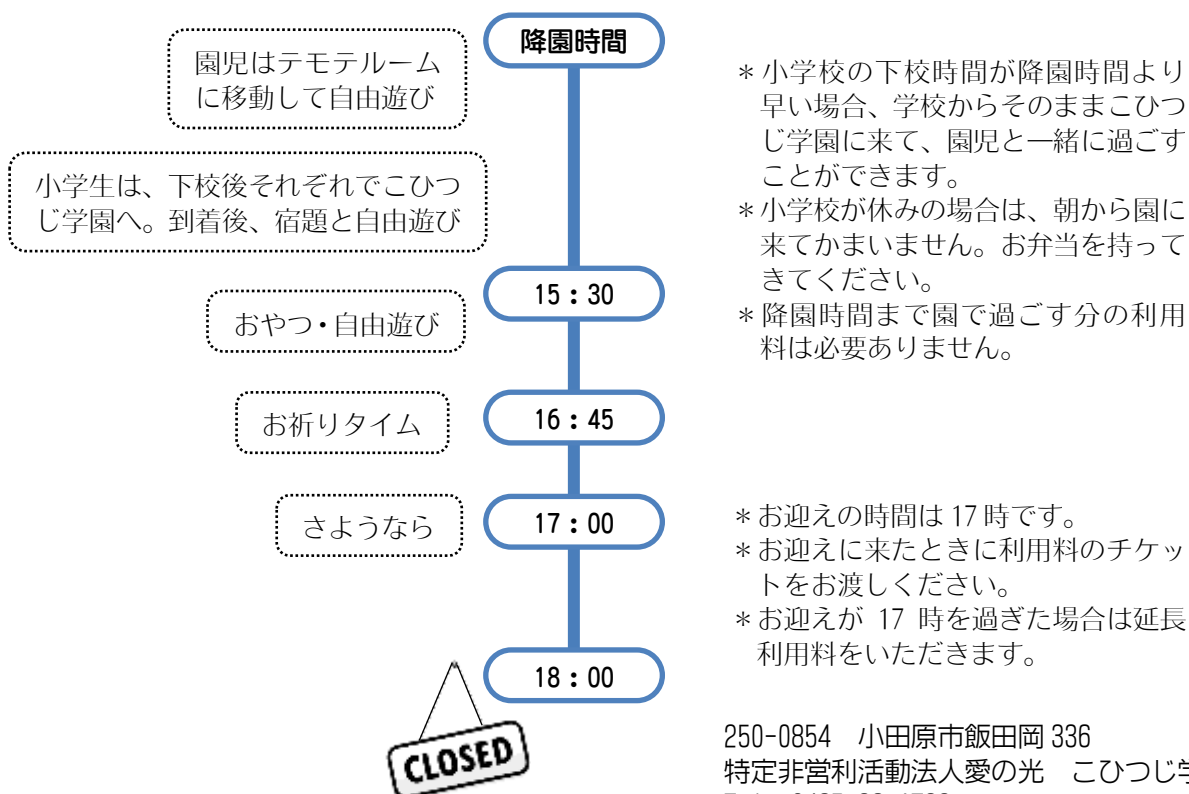 降園時間
園児はテモテルーム
に移動して自由遊び
小学生は、下校後それぞれでこひつ
じ学園へ。到着後、宿題と自由遊び
15：30
おやつ・自由遊び
16：45
お祈りタイム
17：00
さようなら
18：00
CLOSED
＊小学校の下校時間が降園時間より
早い場合、学校からそのままこひつ
じ学園に来て、園児と一緒に過ごす
ことができます。
＊小学校が休みの場合は、朝から園に
来てかまいません。お弁当を持って
きてください。
＊降園時間まで園で過ごす分の利用
料は必要ありません。
＊お迎えの時間は17時です。
＊お迎えに来たときに利用料のチケッ
トをお渡しください。
＊お迎えが 17 時を過ぎた場合は延長
利用料をいただきます。
250-0854　小田原市飯田岡336
特定非営利活動法人愛の光　こひつじ